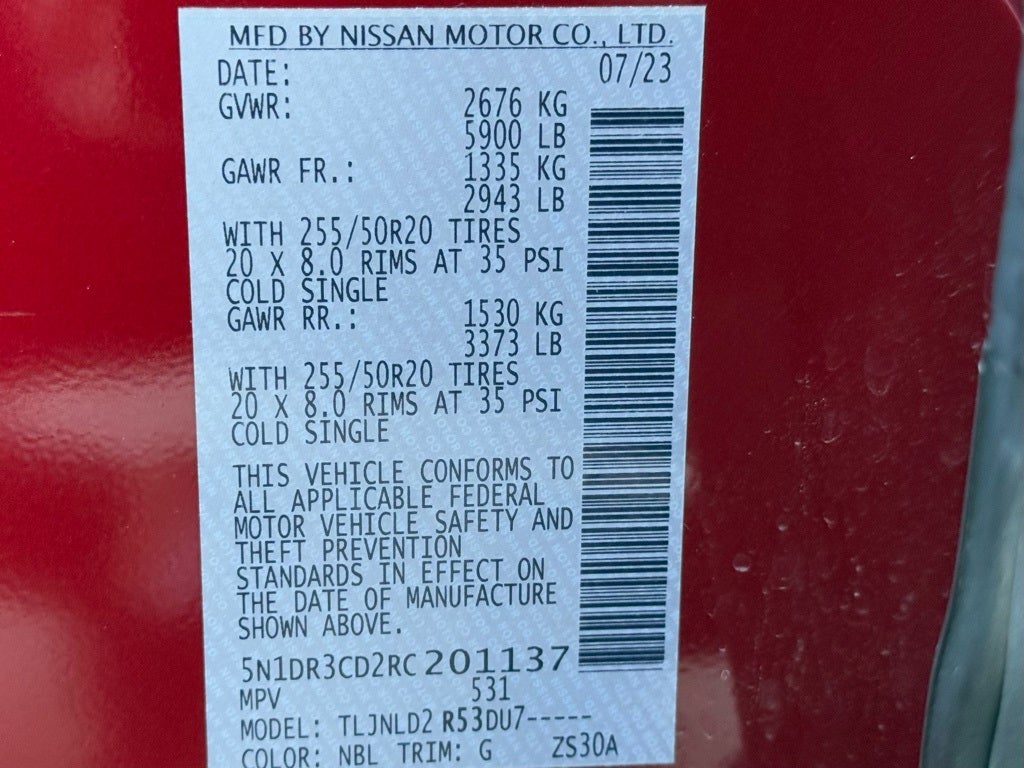 MFD BY NISSAN MOTOR CO., LTD.
DATE: 07/23
GVWR: 2676 KG
5900 LB
GAWR FR.: 1335 KG
2943 LB
WITH 255/50R20 TIRES
20 X 8.0 RIMS AT 35 PSI
COLD SINGLE
GAWR RR.: 1530 KG
3373 LB
WITH 255/50R20 TIRES
20 X 8.0 RIMS AT 35 PSI
COLD SINGLE
THIS VEHICLE CONFORMS TO
ALL APPLICABLE FEDERAL
MOTOR VEHICLE SAFETY AND
THEFT PREVENTION
STANDARDS IN EFFECT ON
THE DATE OF MANUFACTURE
SHOWN ABOVE.
5N1DR3CD2RC201137
MPV 531
MODEL: TLJNLD2 R53DU7-----
COLOR: NBL TRIM: G ZS30A